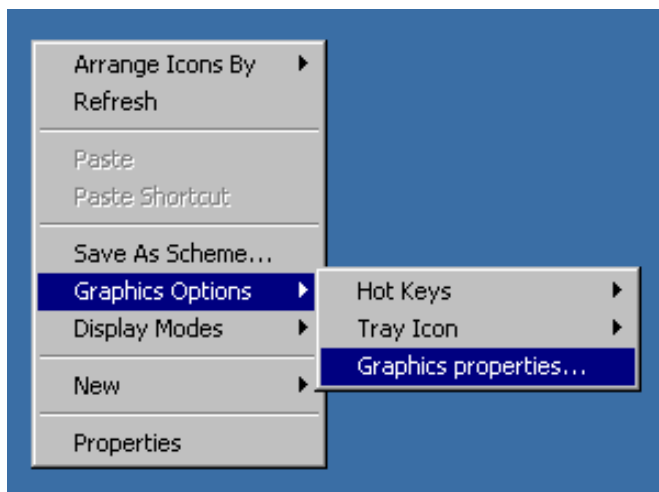 Arrange Icons By
Refresh
Paste
Paste Shortcut
Save As Scheme...
Graphics Options
Display Modes
New
Properties
Hot Keys
Tray Icon
Graphics properties...